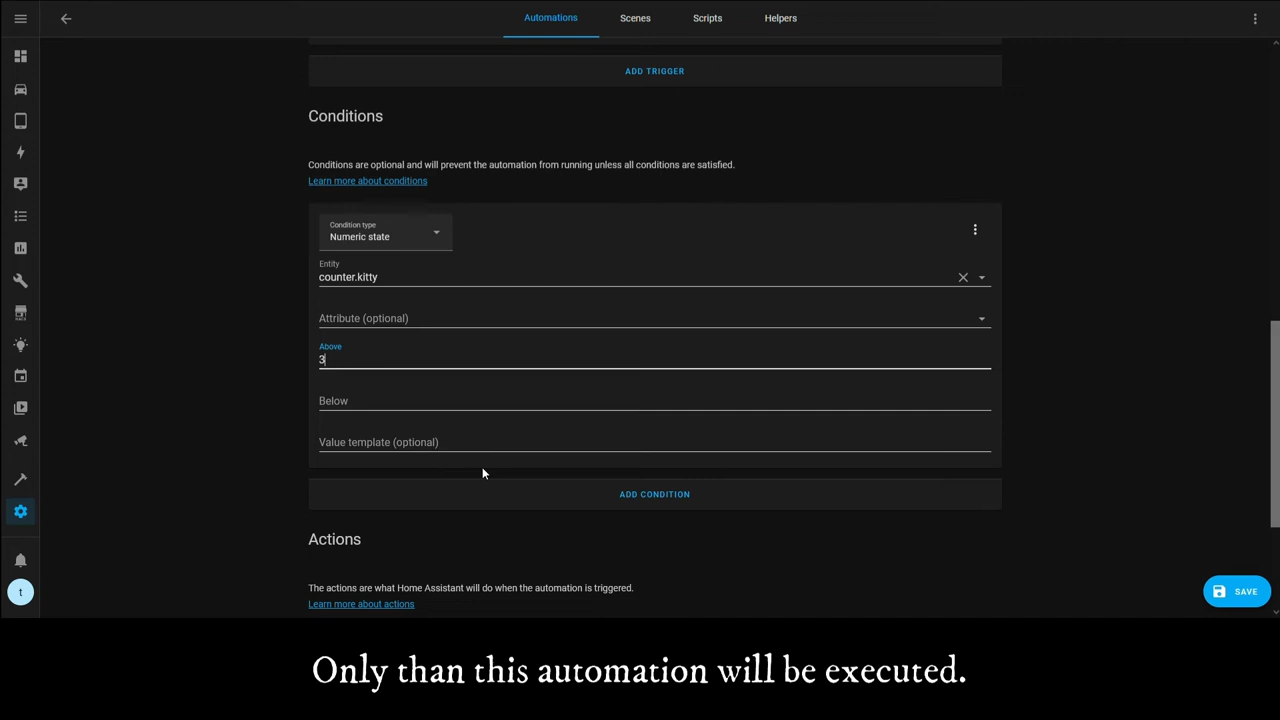 Automations
Scenes
Scripts
Helpers
ADD TRIGGER
Conditions
Conditions are optional and will prevent the automation from running unless all conditions are satisfied.
Learn more about conditions
Condition type
Numeric state
Entity
counter.kitty
Attribute (optional)
Above
3
Below
Value template (optional)
ADD CONDITION
Actions
The actions are what Home Assistant will do when the automation is triggered.
Learn more about actions
t
SAVE
Only than this automation will be executed.